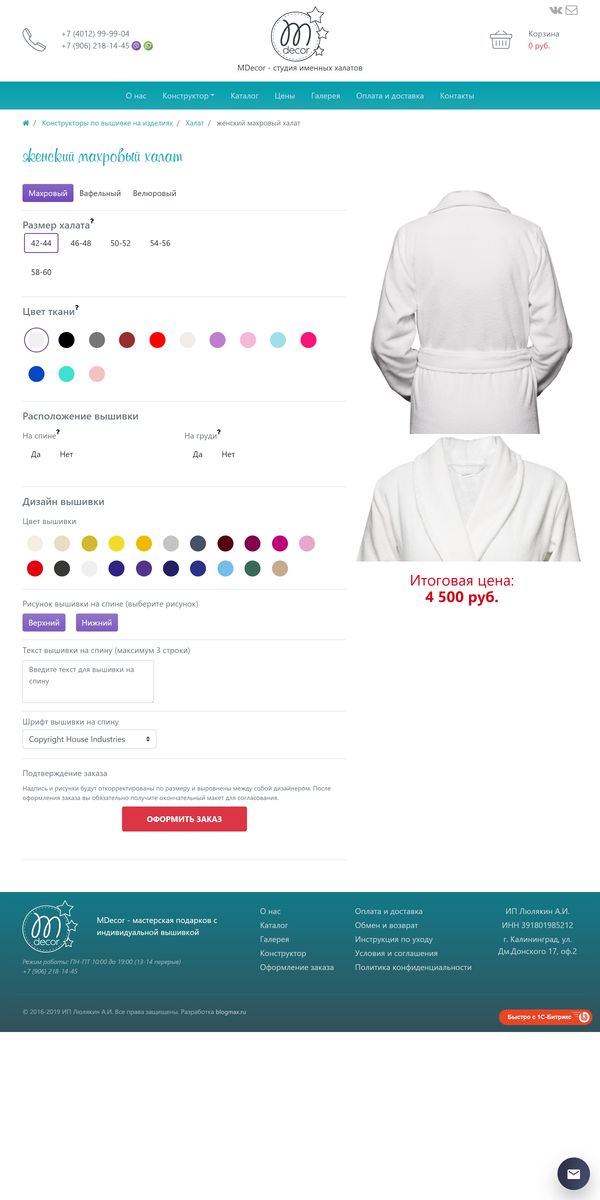 +7 (4012) 99-99-04
+7 (906) 218-14-45
M
decor
MDecor - студия именных халатов
Корзина
0 руб.
О нас
Конструктор
Каталог
Цены
Галерея
Оплата и доставка
Контакты
/ Конструкторы по вышивке на изделиях / Халат / женский махровый халат
женский махровый халат
Махровый
Вафельный
Велюровый
Размер халата?
42-44
46-48
50-52
54-56
58-60
Цвет ткани?
Расположение вышивки
На спине?
На груди?
Да
Нет
Да
Нет
Дизайн вышивки
Цвет вышивки
Итоговая цена:
4 500 руб.
Рисунок вышивки на спине (выберите рисунок)
Верхний
Нижний
Текст вышивки на спину (максимум 3 строки)
Введите текст для вышивки на
спину
Шрифт вышивки на спину
Copyright House Industries
Подтверждение заказа
Надпись и рисунки будут откорректированы по размеру и выровнены между собой дизайнером. После
оформления заказа вы обязательно получите окончательный макет для согласования.
ОФОРМИТЬ ЗАКАЗ
M
decor
MDecor - мастерская подарков с
индивидуальной вышивкой
Режим работы: ПН-ПТ 10:00 до 19:00 (13-14 перерыв)
+7 (906) 218-14-45
О нас
Каталог
Галерея
Конструктор
Оформление заказа
Оплата и доставка
Обмен и возврат
Инструкция по уходу
Условия и соглашения
Политика конфиденциальности
ИП Люлякин А.И.
ИНН 391801985212
г. Калининград, ул.
Дм.Донского 17, оф.2
© 2016-2019 ИП Люлякин А.И. Все права защищены. Разработка blogmax.ru
Быстро с 1С-Битрикс